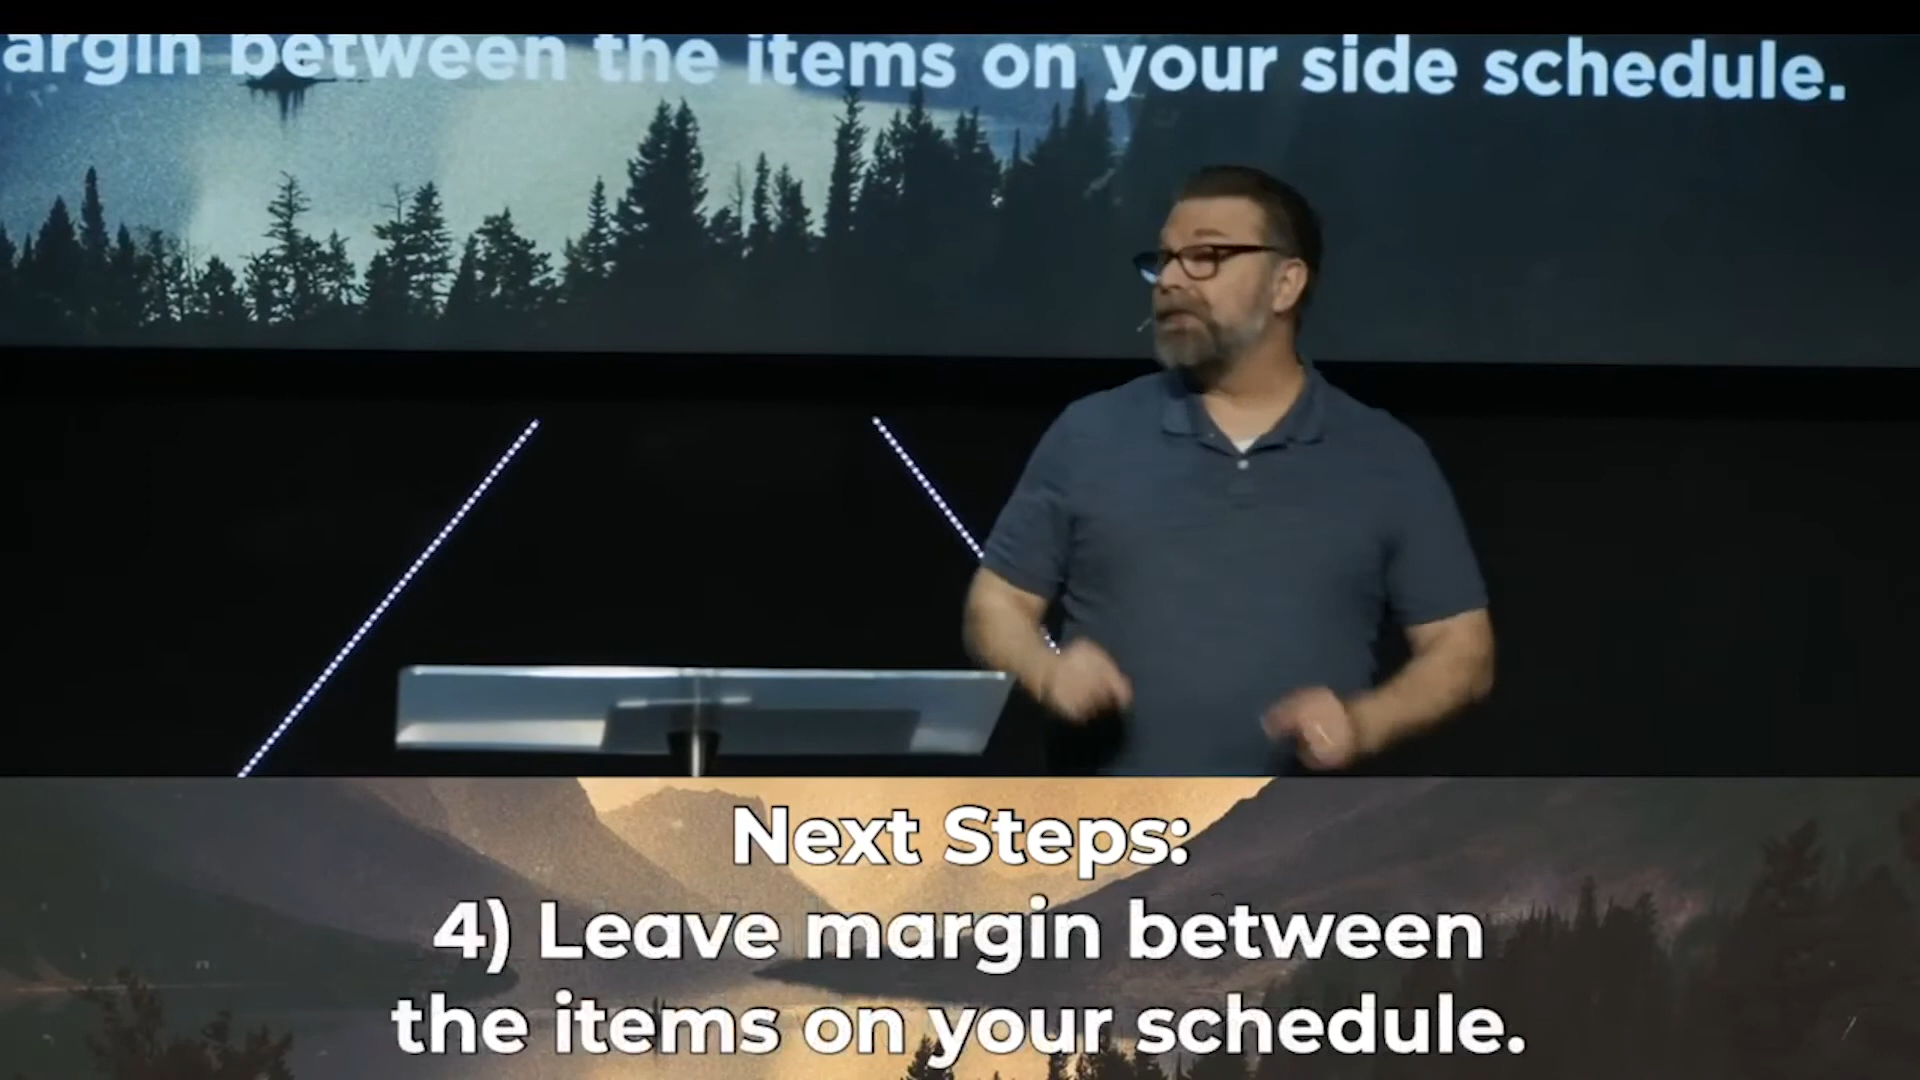 argin between the items on your side schedule.
Next Steps:
4) Leave margin between
the items on your schedule.